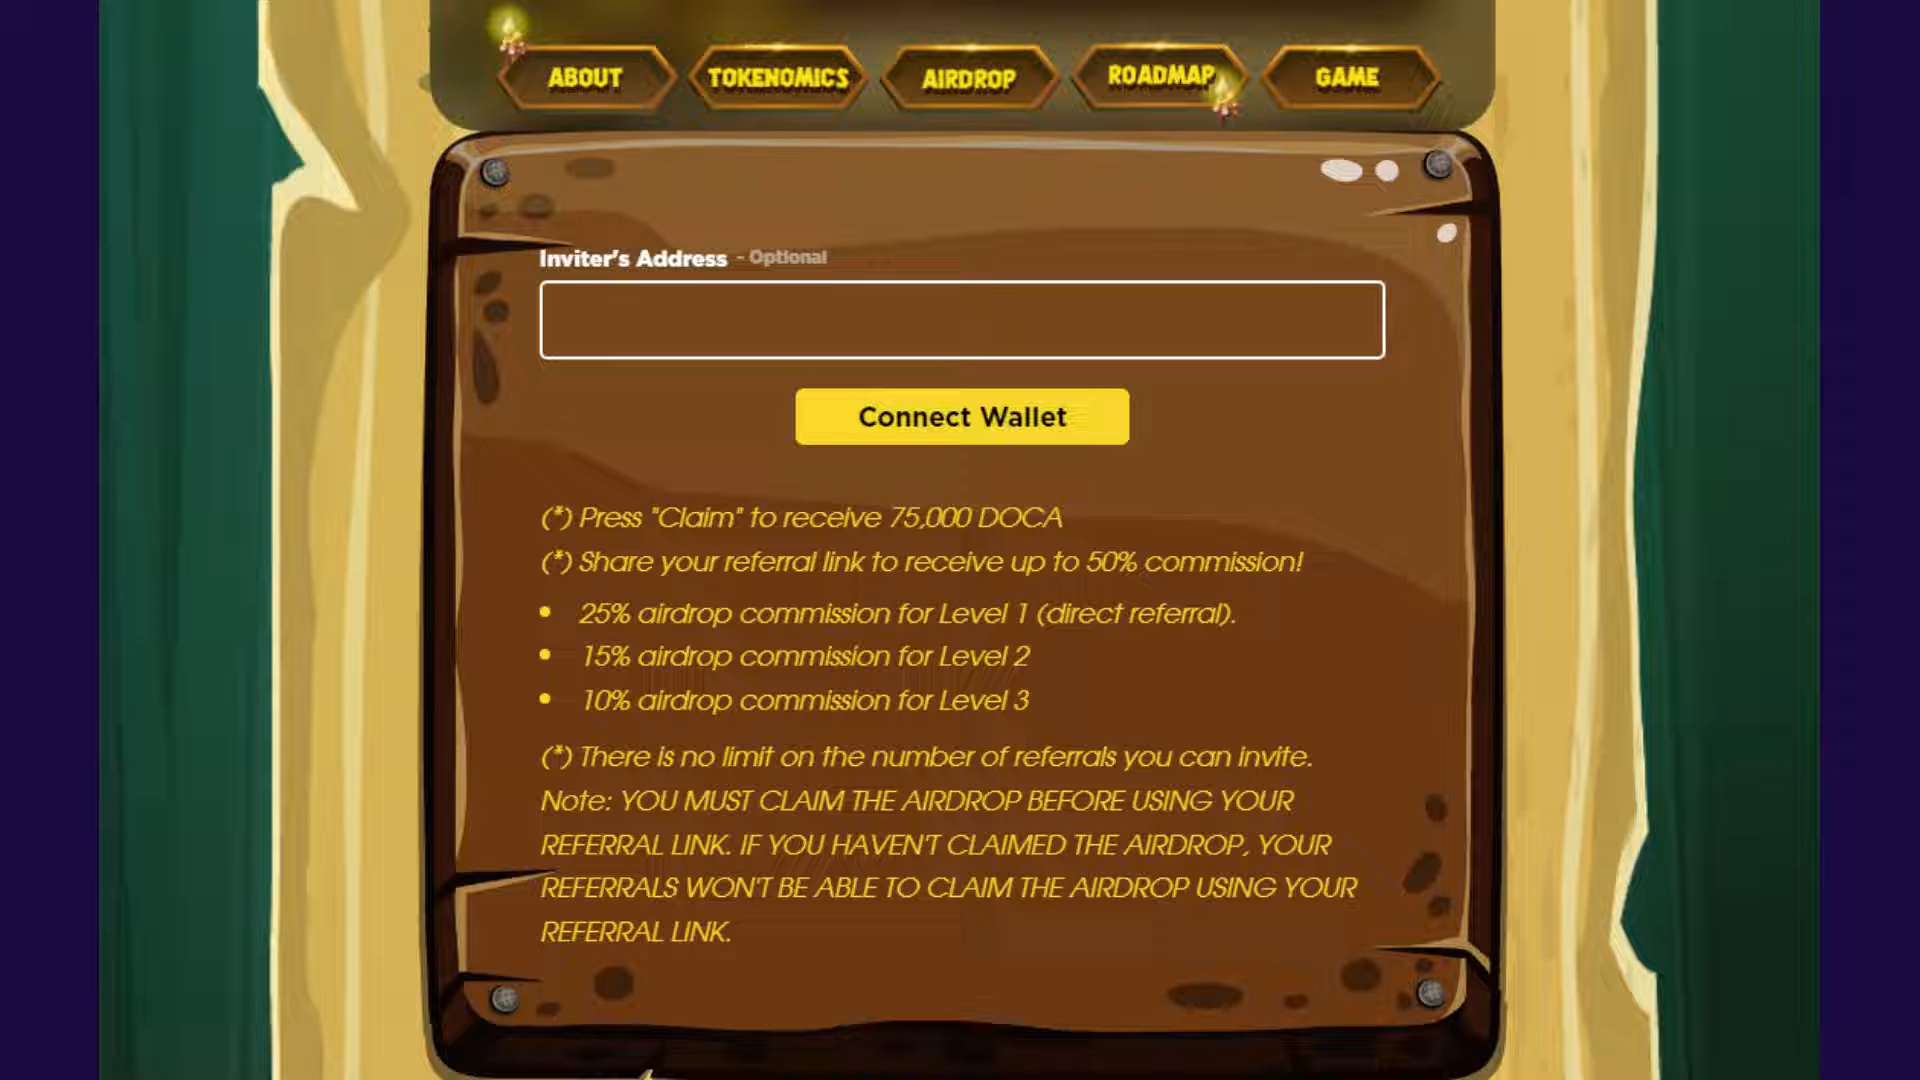 ABOUT
TOKENOMICS
AIRDROP
ROADMAP
GAME
Inviter's Address - Optional
Connect Wallet
(*) Press "Claim" to receive 75,000 DOCA
(*) Share your referral link to receive up to 50% commission!
• 25% airdrop commission for Level 1 (direct referral).
• 15% airdrop commission for Level 2
• 10% airdrop commission for Level 3
(*) There is no limit on the number of referrals you can invite.
Note: YOU MUST CLAIM THE AIRDROP BEFORE USING YOUR
REFERRAL LINK. IF YOU HAVEN'T CLAIMED THE AIRDROP, YOUR
REFERRALS WON'T BE ABLE TO CLAIM THE AIRDROP USING YOUR
REFERRAL LINK.